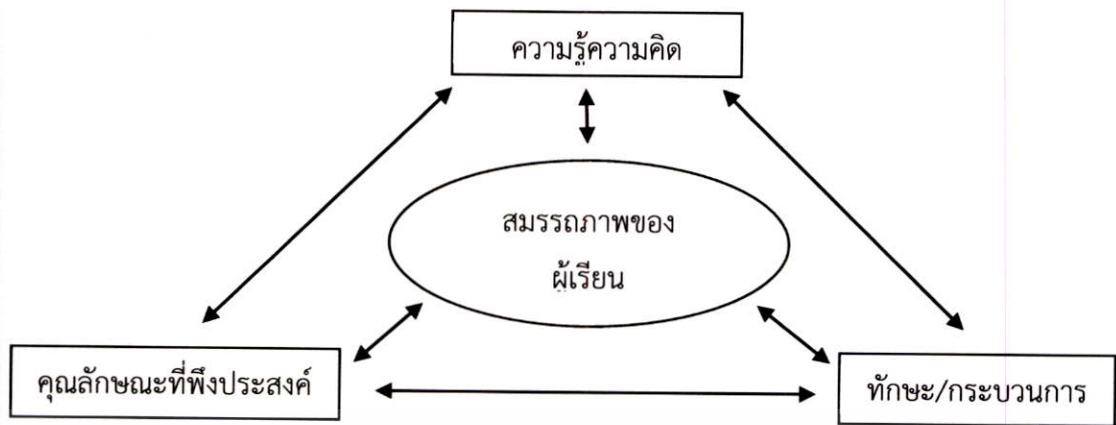 ความรู้ความคิด
สมรรถภาพของ
ผู้เรียน
คุณลักษณะที่พึงประสงค์
ทักษะ/กระบวนการ